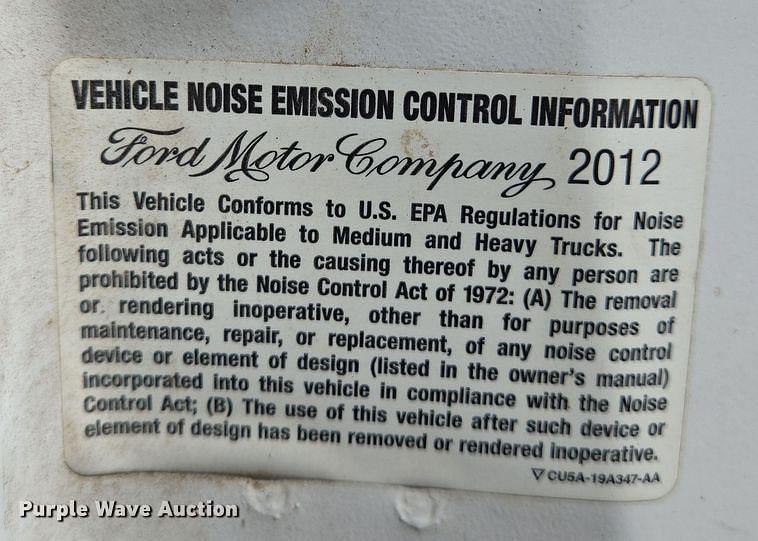 VEHICLE NOISE EMISSION CONTROL INFORMATION
Ford Motor Company, 2012
This Vehicle Conforms to U.S. EPA Regulations for Noise
Emission Applicable to Medium and Heavy Trucks. The
following acts or the causing thereof by any person are
prohibited by the Noise Control Act of 1972: (A) The removal
or rendering inoperative, other than for purposes of
maintenance, repair, or replacement, of any noise control
device or element of design (listed in the owner's manual)
incorporated into this vehicle in compliance with the Noise
Control Act; (B) The use of this vehicle after such device or
element of design has been removed or rendered inoperative.
▽ CU5A-19A347-AA
Purple Wave Auction